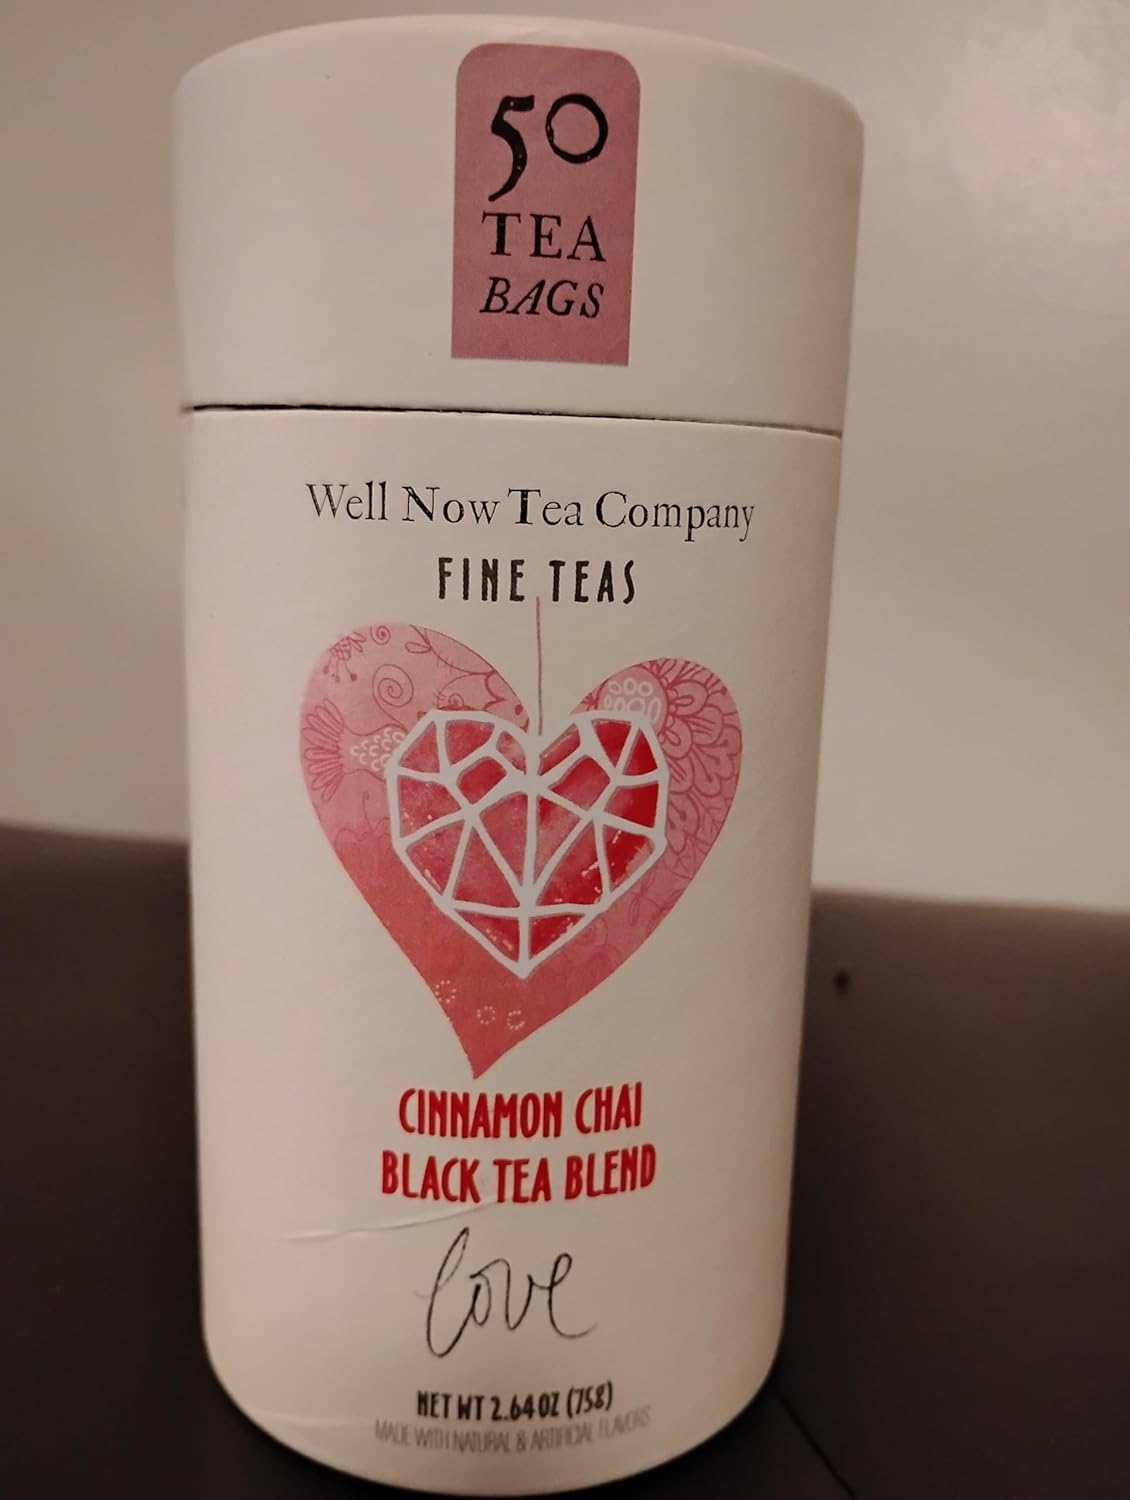 50
TEA
BAGS
Well Now Tea Company
FINE TEAS
CINNAMON CHAI
BLACK TEA BLEND
love
NET WT 2.64 OZ (75g)
MADE WITH NATURAL & ARTIFICIAL FLAVORS